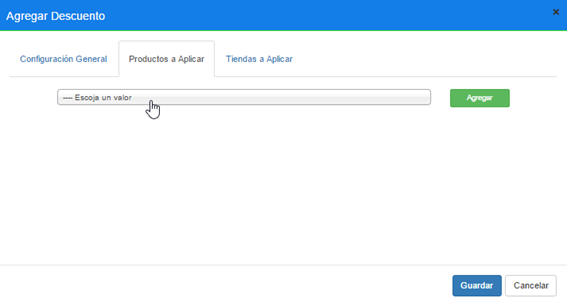 Agregar Descuento ×
Configuración General Productos a Aplicar Tiendas a Aplicar
---- Escoja un valor Agregar
Guardar Cancelar